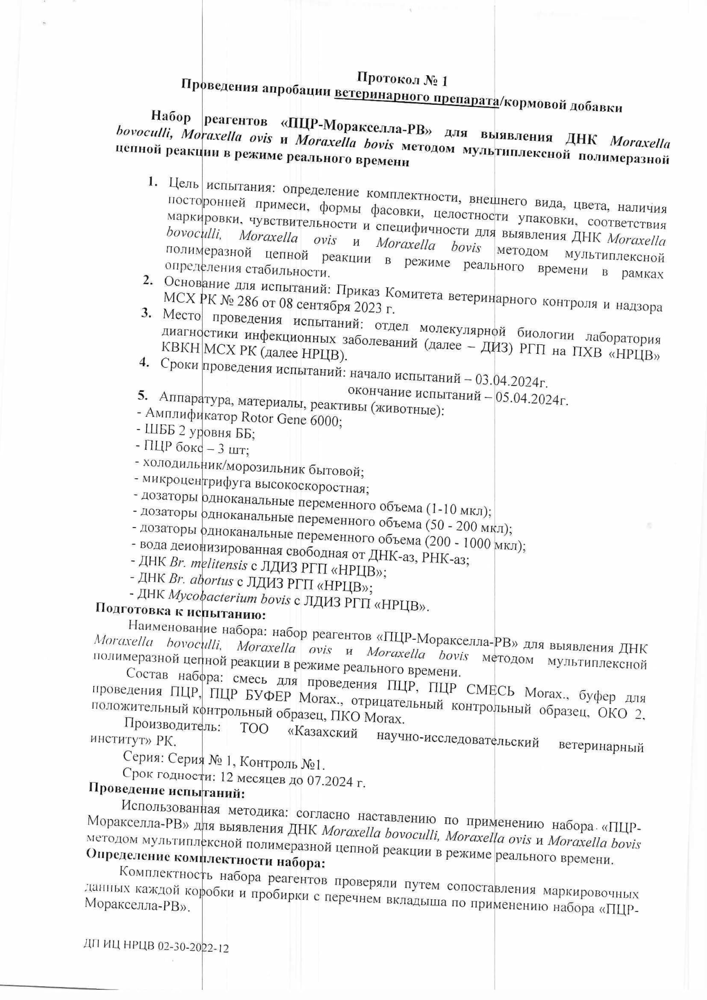 Протокол № 1
Проведения апробации ветеринарного препарата/кормовой добавки
Набор реагентов «ПЦР-Моракселла-РВ» для выявления ДНК Moraxella
bovoculli, Moraxella ovis и Moraxella bovis методом мультиплексной полимеразной
цепной реакции в режиме реального времени
1. Цель испытания: определение комплектности, внешнего вида, цвета, наличия
посторонней примеси, формы фасовки, целостности упаковки, соответствия
маркировки, чувствительности и специфичности для выявления ДНК Moraxella
bovoculli, Moraxella ovis и Moraxella bovis методом мультиплексной
полимеразной цепной реакции в режиме реального времени в рамках
определения стабильности.
2. Основание для испытаний: Приказ Комитета ветеринарного контроля и надзора
МСХ РК № 286 от 08 сентября 2023 г.
3. Место проведения испытаний: отдел молекулярной биологии лаборатория
диагностики инфекционных заболеваний (далее – ДИЗ) РГП на ПХВ «НРЦВ»
КВКН МСХ РК (далее НРЦВ).
4. Сроки проведения испытаний: начало испытаний – 03.04.2024г.
окончание испытаний – 05.04.2024г.
5. Аппаратура, материалы, реактивы (животные):
- Амплификатор Rotor Gene 6000;
- ШББ 2 уровня ББ;
- ПЦР бокс – 3 шт;
- холодильник/морозильник бытовой;
- микроцентрифуга высокоскоростная;
- дозаторы одноканальные переменного объема (1-10 мкл);
- дозаторы одноканальные переменного объема (50 - 200 мкл);
- дозаторы одноканальные переменного объема (200 - 1000 мкл);
- вода деионизированная свободная от ДНК-аз, РНК-аз;
- ДНК Br. melitensis с ЛДИЗ РГП «НРЦВ»;
- ДНК Br. abortus с ЛДИЗ РГП «НРЦВ»;
- ДНК Mycobacterium bovis с ЛДИЗ РГП «НРЦВ».
Подготовка к испытанию:
Наименование набора: набор реагентов «ПЦР-Моракселла-РВ» для выявления ДНК
Moraxella bovoculli, Moraxella ovis и Moraxella bovis методом мультиплексной
полимеразной цепной реакции в режиме реального времени.
Состав набора: смесь для проведения ПЦР, ПЦР СМЕСЬ Morax., буфер для
проведения ПЦР, ПЦР БУФЕР Morax., отрицательный контрольный образец, ОКО 2,
положительный контрольный образец, ПКО Morax.
Производитель: ТОО «Казахский научно-исследовательский ветеринарный
институт» РК.
Серия: Серия № 1, Контроль №1.
Срок годности: 12 месяцев до 07.2024 г.
Проведение испытаний:
Использованная методика: согласно наставлению по применению набора «ПЦР-
Моракселла-РВ» для выявления ДНК Moraxella bovoculli, Moraxella ovis и Moraxella bovis
методом мультиплексной полимеразной цепной реакции в режиме реального времени.
Определение комплектности набора:
Комплектность набора реагентов проверяли путем сопоставления маркировочных
данных каждой коробки и пробирки с перечнем вкладыша по применению набора «ПЦР-
Моракселла-РВ».
ДП ИЦ НРЦВ 02-30-2022-12